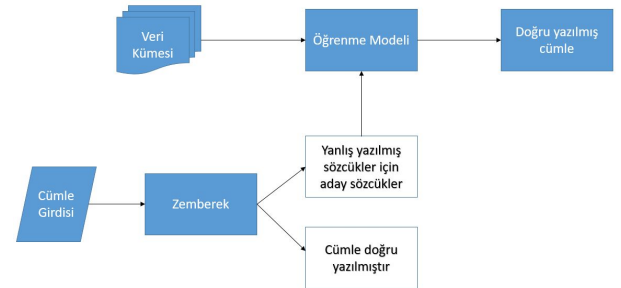 Veri
Kümesi
Öğrenme Modeli
Doğru yazılmış
cümle
Cümle
Girdisi
Zemberek
Yanlış yazılmış
sözcükler için
aday sözcükler
Cümle doğru
yazılmıştır